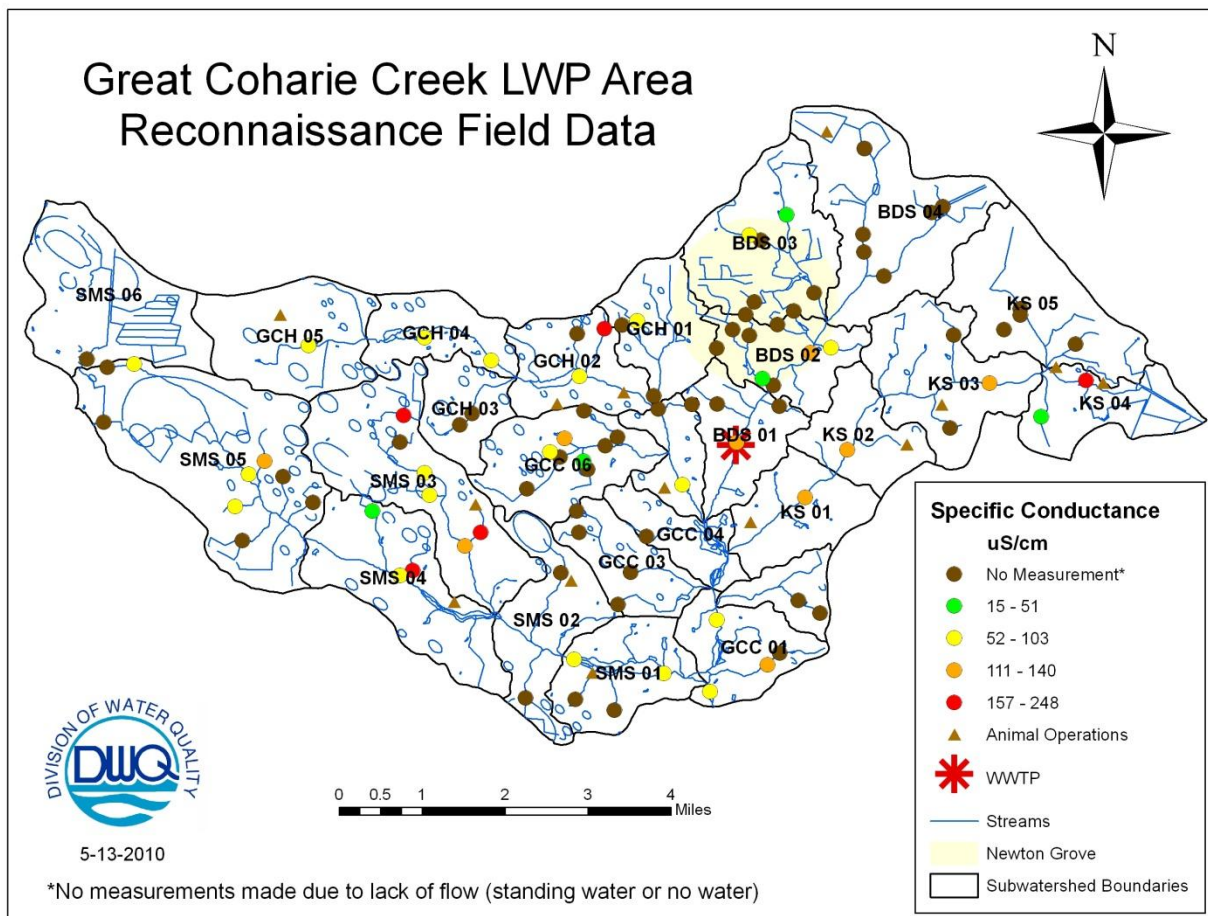 Great Coharie Creek LWP Area
Reconnaissance Field Data
N
BDS 04
BDS 03
SMS 06
KS 05
GCH 05
GCH 04
GCH 01
GCH 02
BDS 02
KS 03
KS 04
GCH 03
BDS 01
KS 02
SMS 05
GCC 06
SMS 03
KS 01
GCC 04
GCC 03
SMS 04
SMS 02
GCC 01
SMS 01
Specific Conductance
uS/cm
No Measurement*
15 - 51
52 - 103
111 - 140
157 - 248
Animal Operations
WWTP
Streams
Newton Grove
Subwatershed Boundaries
DIVISION OF WATER QUALITY
DWQ
0 0.5 1 2 3 4
Miles
5-13-2010
*No measurements made due to lack of flow (standing water or no water)